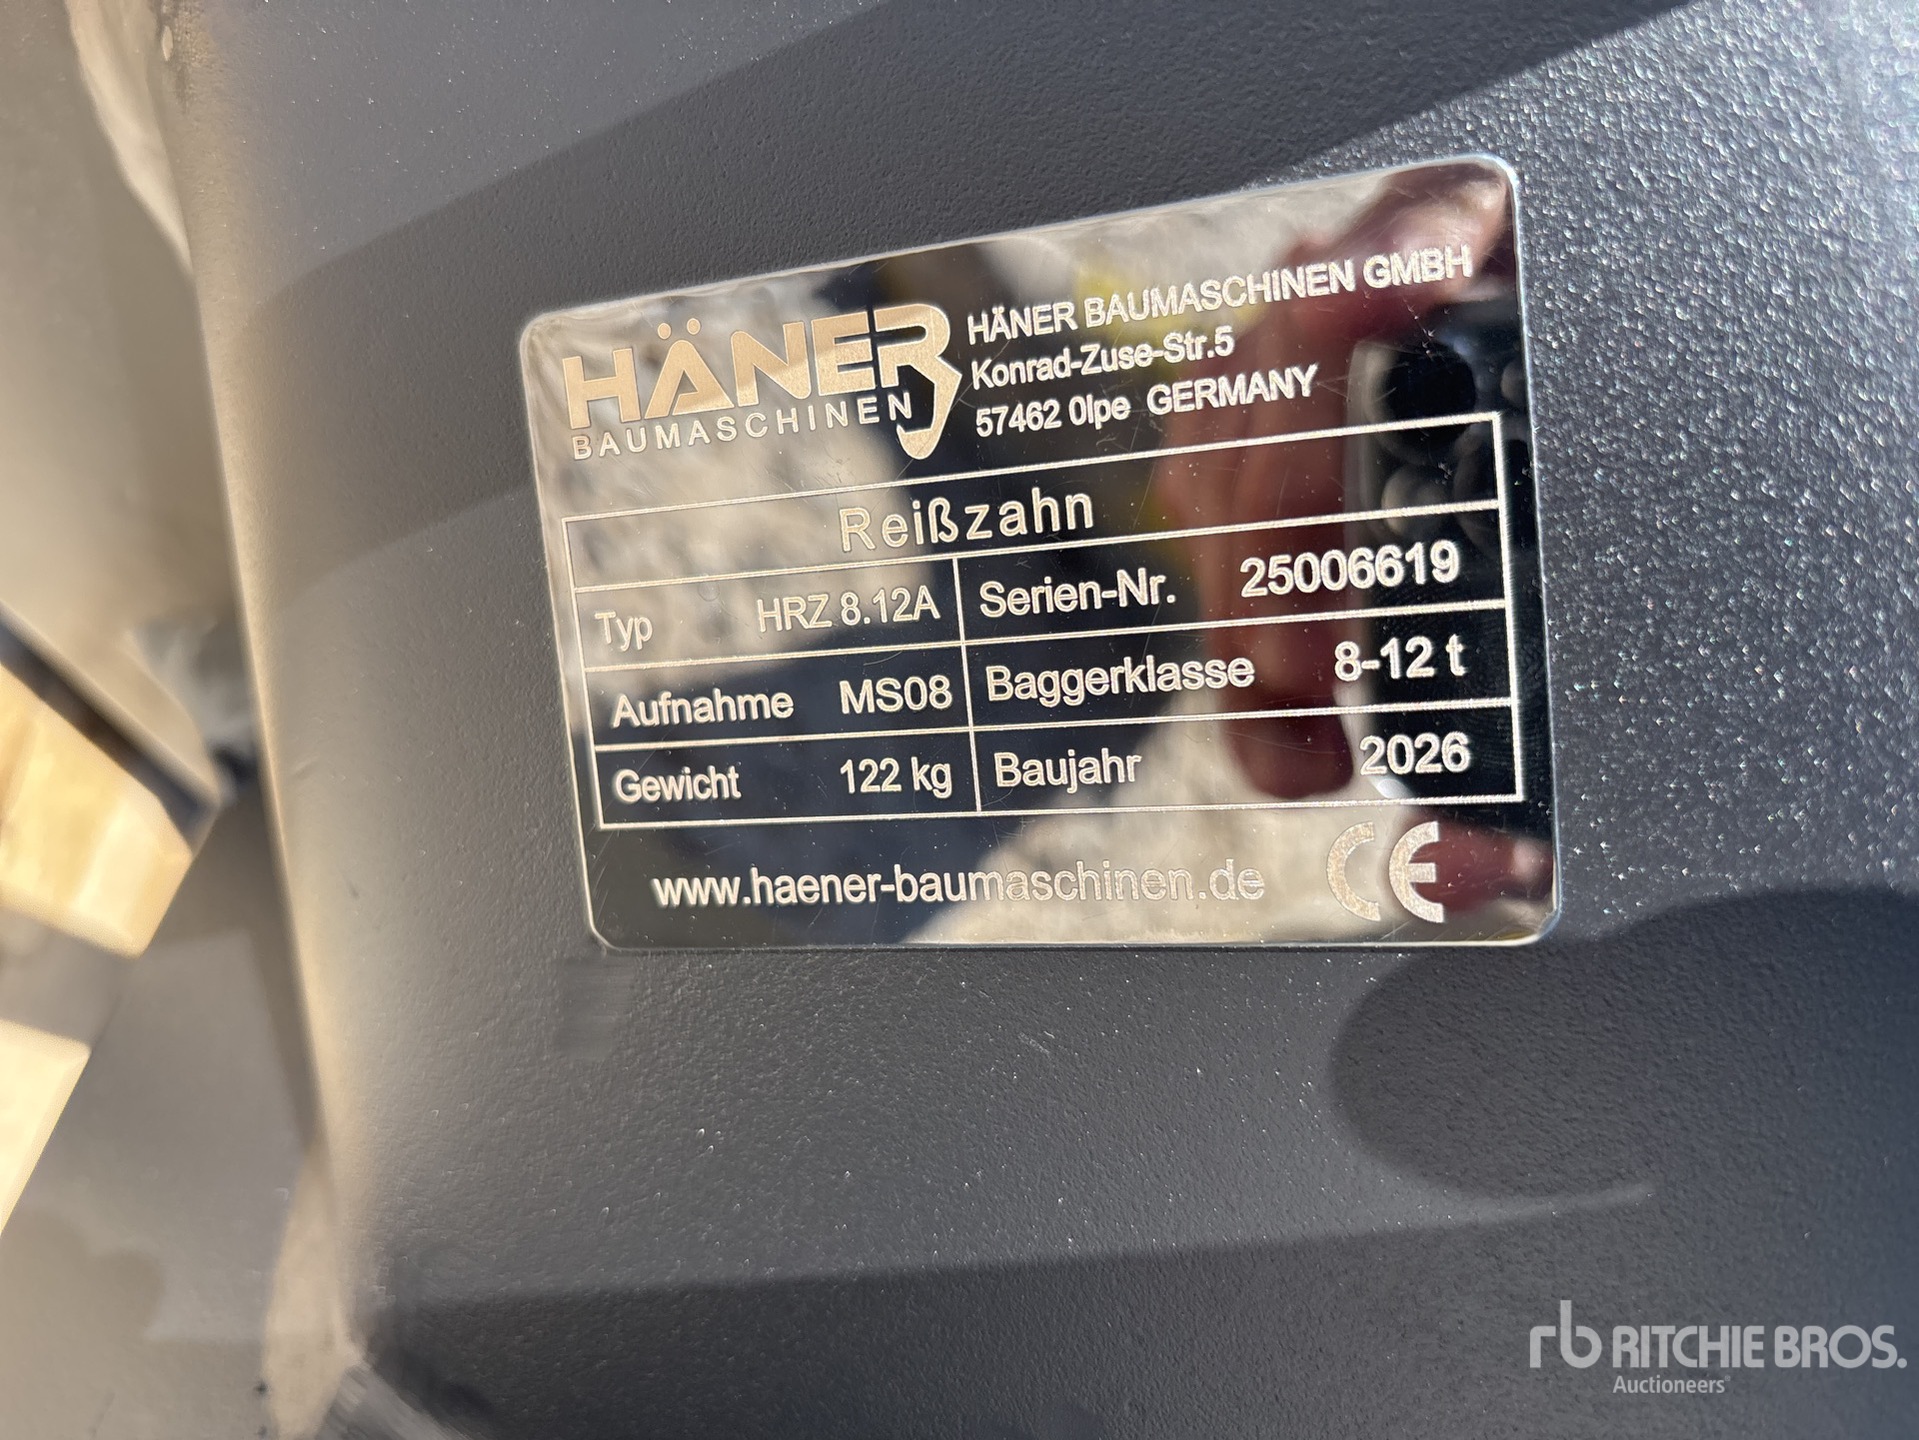 HÄNER
BAUMASCHINEN
HÄNER BAUMASCHINEN GMBH
Konrad-Zuse-Str.5
57462 Olpe GERMANY
Reißzahn
Typ HRZ 8.12A Serien-Nr. 25006619
Aufnahme MS08 Baggerklasse 8-12 t
Gewicht 122 kg Baujahr 2026
www.haener-baumaschinen.de CE
rb RITCHIE BROS.
Auctioneers